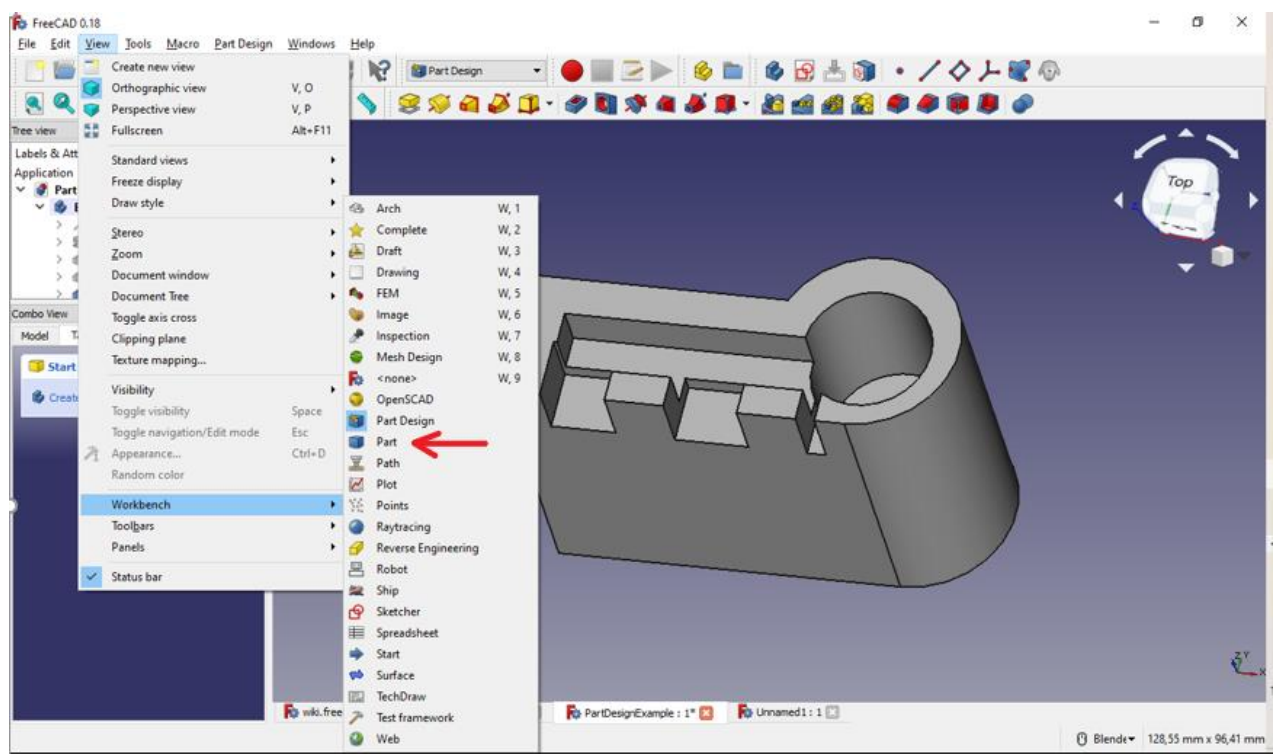 FreeCAD 0.18
File Edit View Tools Macro Part Design Windows Help
Part Design
Create new view
Orthographic view V, O
Perspective view V, P
Fullscreen Alt+F11
Standard views
Freeze display
Draw style
Stereo
Zoom
Document window
Document Tree
Toggle axis cross
Clipping plane
Texture mapping...
Visibility
Toggle visibility Space
Toggle navigation/Edit mode Esc
Appearance... Ctrl+D
Random color
Workbench
Toolbars
Panels
Status bar
Tree view
Labels & Att
Application
Part
Combo View
Model
Start
Create
Arch W, 1
Complete W, 2
Draft W, 3
Drawing W, 4
FEM W, 5
Image W, 6
Inspection W, 7
Mesh Design W, 8
<none> W, 9
OpenSCAD
Part Design
Part
Path
Plot
Points
Raytracing
Reverse Engineering
Robot
Ship
Sketcher
Spreadsheet
Start
Surface
TechDraw
Test framework
Web
Top
Z Y
X
wiki.free
PartDesignExample : 1*
Unnamed1 : 1
Blende
128,55 mm x 96,41 mm